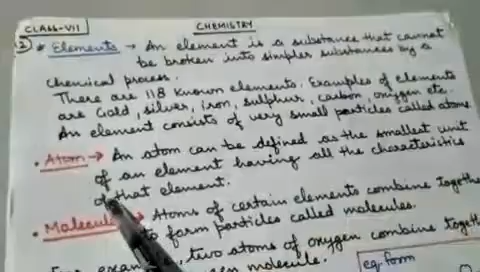 CLASS-VII CHEMISTRY
2 * Elements → An element is a substance that cannot
be broken into simpler substances by a
chemical process.
There are 118 known elements. Examples of elements
are Gold, silver, iron, sulphur, carbon, oxygen etc.
An element consists of very small particles called atoms
• Atom → An atom can be defined as the smallest unit
of an element having all the characteristics
of that element.
• Molecule → Atoms of certain elements combine togethe
to form particles called molecules.
two atoms of oxygen combine toget
molecule.
eg. form